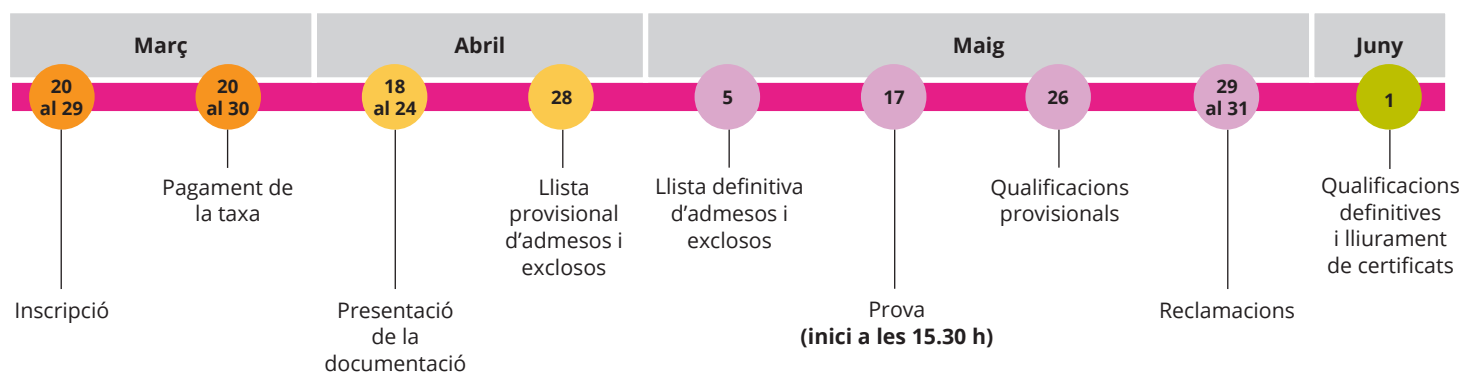 Març
Abril
Maig
Juny
20
al 29
20
al 30
18
al 24
28
5
17
26
29
al 31
1
Inscripció
Pagament de
la taxa
Presentació
de la
documentació
Llista
provisional
d'admesos i
exclosos
Llista definitiva
d'admesos i
exclosos
Prova
(inici a les 15.30 h)
Qualificacions
provisionals
Reclamacions
Qualificacions
definitives
i lliurament
de certificats